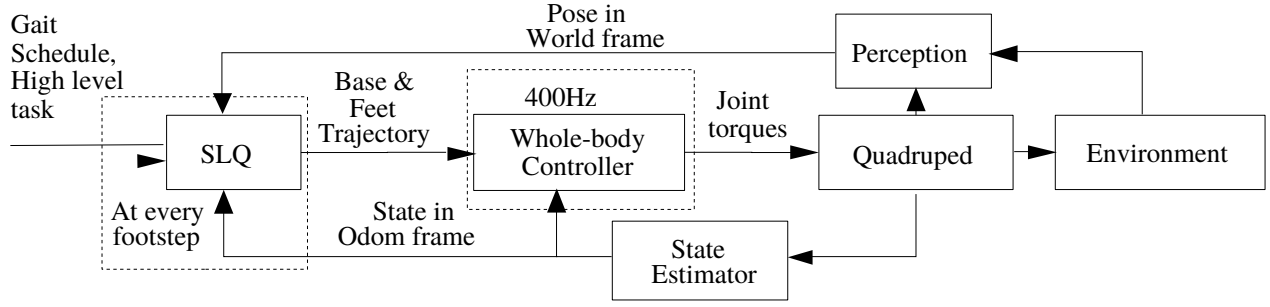 Gait
Schedule,
High level
task
Pose in
World frame
Perception
Base &
Feet
Trajectory
400Hz
Joint
torques
SLQ
Whole-body
Controller
Quadruped
Environment
At every
footstep
State in
Odom frame
State
Estimator